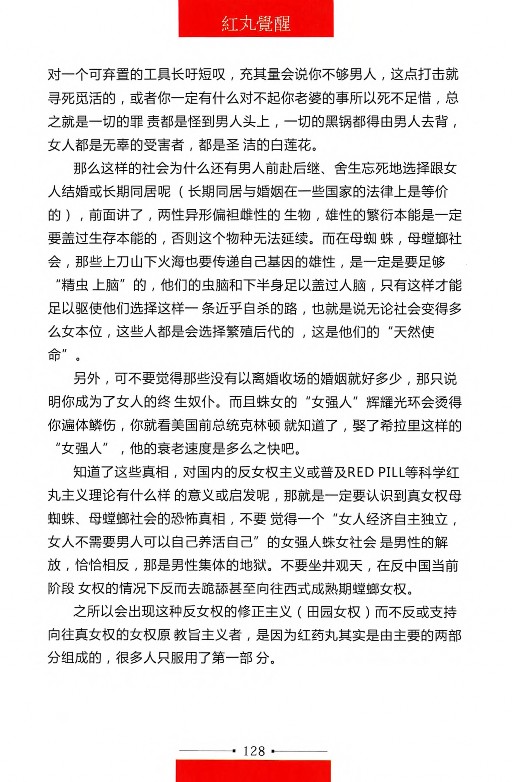 紅丸覺醒
对一个可弃置的工具长吁短叹，充其量会说你不够男人，这点打击就
寻死觅活的，或者你一定有什么对不起你老婆的事所以死不足惜，总
之就是一切的罪 责都是怪到男人头上，一切的黑锅都得由男人去背，
女人都是无辜的受害者，都是圣 洁的白莲花。
那么这样的社会为什么还有男人前赴后继、舍生忘死地选择跟女
人结婚或长期同居呢（长期同居与婚姻在一些国家的法律上是等价
的），前面讲了，两性异形偏袒雌性的 生物，雄性的繁衍本能是一定
要盖过生存本能的，否则这个物种无法延续。而在母蜘 蛛，母螳螂社
会，那些上刀山下火海也要传递自己基因的雄性，是一定是要足够
“精虫 上脑”的，他们的虫脑和下半身足以盖过人脑，只有这样才能
足以驱使他们选择这样一 条近乎自杀的路，也就是说无论社会变得多
么女本位，这些人都是会选择繁殖后代的 ，这是他们的“天然使
命”。
另外，可不要觉得那些没有以离婚收场的婚姻就好多少，那只说
明你成为了女人的终 生奴仆。而且蛛女的“女强人”辉耀光环会烫得
你遍体鳞伤，你就看美国前总统克林顿 就知道了，娶了希拉里这样的
“女强人”，他的衰老速度是多么之快吧。
知道了这些真相，对国内的反女权主义或普及RED PILL等科学红
丸主义理论有什么样 的意义或启发呢，那就是一定要认识到真女权母
蜘蛛、母螳螂社会的恐怖真相，不要 觉得一个“女人经济自主独立，
女人不需要男人可以自己养活自己”的女强人蛛女社会 是男性的解
放，恰恰相反，那是男性集体的地狱。不要坐井观天，在反中国当前
阶段 女权的情况下反而去跪舔甚至向往西式成熟期螳螂女权。
之所以会出现这种反女权的修正主义（田园女权）而不反或支持
向往真女权的女权原 教旨主义者，是因为红药丸其实是由主要的两部
分组成的，很多人只服用了第一部 分。
128